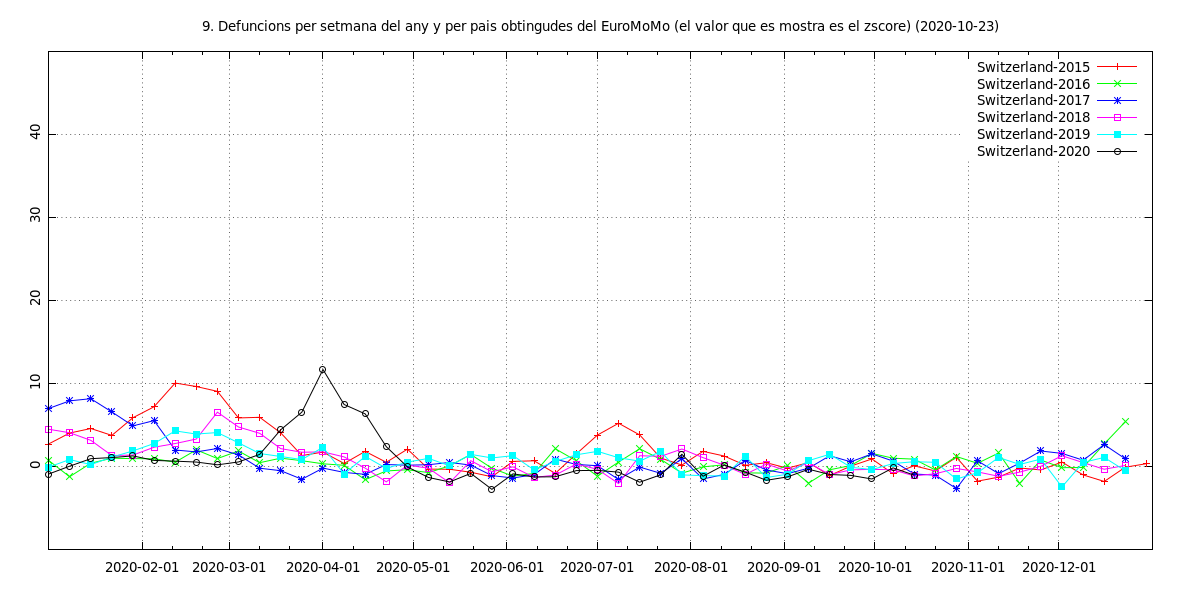 9. Defuncions per setmana del any y per pais obtingudes del EuroMoMo (el valor que es mostra es el zscore) (2020-10-23)
Switzerland-2015
Switzerland-2016
Switzerland-2017
Switzerland-2018
Switzerland-2019
Switzerland-2020
40
30
20
10
0
2020-02-01 2020-03-01 2020-04-01 2020-05-01 2020-06-01 2020-07-01 2020-08-01 2020-09-01 2020-10-01 2020-11-01 2020-12-01